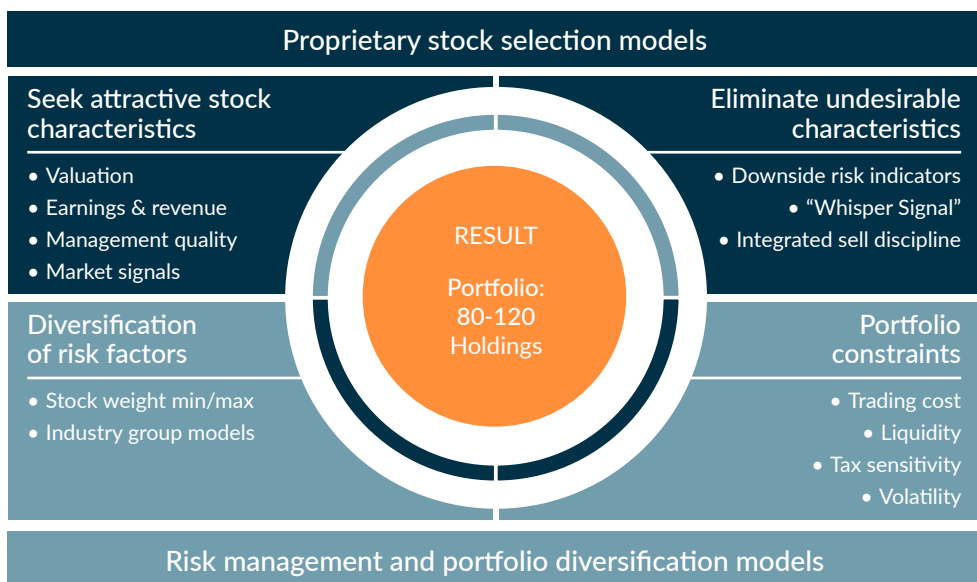 Proprietary stock selection models
Seek attractive stock
characteristics
• Valuation
• Earnings & revenue
• Management quality
• Market signals
Eliminate undesirable
characteristics
• Downside risk indicators
• “Whisper Signal”
• Integrated sell discipline
RESULT
Portfolio:
80-120
Holdings
Diversification
of risk factors
• Stock weight min/max
• Industry group models
Portfolio
constraints
• Trading cost
• Liquidity
• Tax sensitivity
• Volatility
Risk management and portfolio diversification models